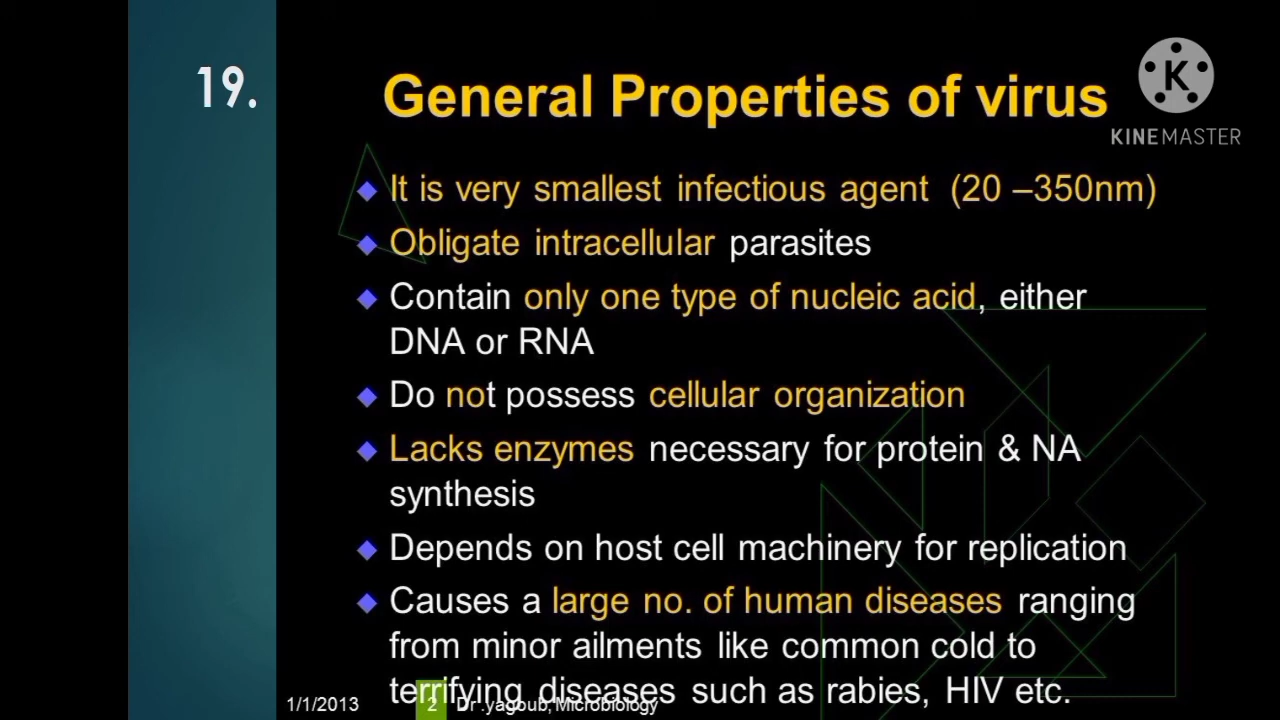 19.
General Properties of virus
K
KINEMASTER
It is very smallest infectious agent (20 –350nm)
Obligate intracellular parasites
Contain only one type of nucleic acid, either
DNA or RNA
Do not possess cellular organization
Lacks enzymes necessary for protein & NA
synthesis
Depends on host cell machinery for replication
Causes a large no. of human diseases ranging
from minor ailments like common cold to
terrifying diseases such as rabies, HIV etc.
1/1/2013 2 Dr.yagoub,Microbiology